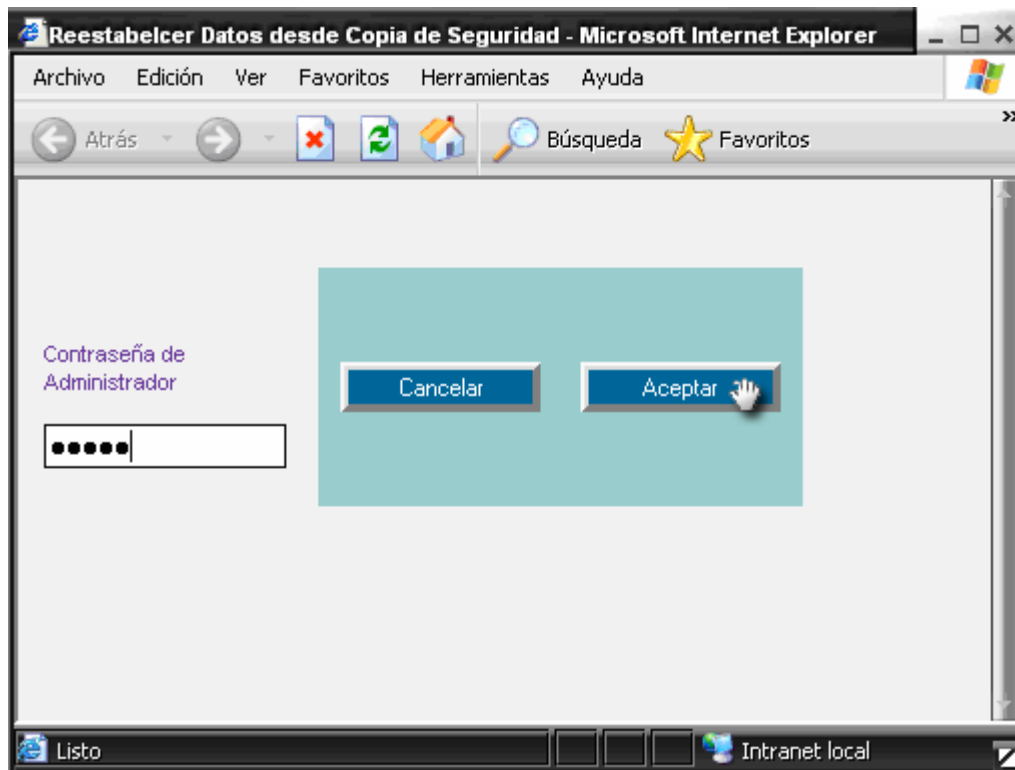 Reestabelcer Datos desde Copia de Seguridad - Microsoft Internet Explorer
Archivo Edición Ver Favoritos Herramientas Ayuda
Atrás Búsqueda Favoritos
Contraseña de
Administrador
Cancelar Aceptar
Listo Intranet local